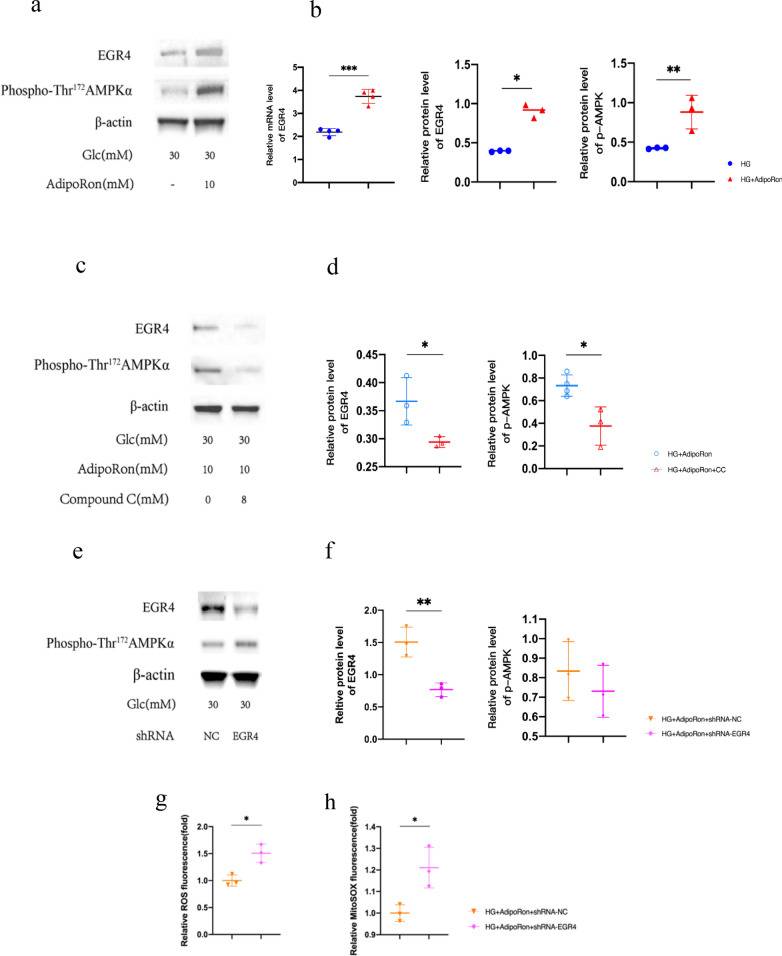 a
EGR4
Phospho-Thr172AMPKα
β-actin
Glc(mM) 30 30
AdipoRon(mM) - 10
b
Relative mRNA level
of EGR4
5
4
3
2
1
0
***
Relative protein level
of EGR4
1.5
1.0
0.5
0.0
*
Relative protein level
of p-AMPK
1.5
1.0
0.5
0.0
**
HG
HG+AdipoRon
c
EGR4
Phospho-Thr172AMPKα
β-actin
Glc(mM) 30 30
AdipoRon(mM) 10 10
Compound C(mM) 0 8
d
Relative protein level
of EGR4
0.45
0.40
0.35
0.30
0.25
*
Relative protein level
of p-AMPK
1.0
0.8
0.6
0.4
0.2
0.0
*
HG+AdipoRon
HG+AdipoRon+CC
e
EGR4
Phospho-Thr172AMPKα
β-actin
Glc(mM) 30 30
shRNA NC EGR4
f
Reltive protein level
of EGR4
2.0
1.5
1.0
0.5
0.0
**
Relative protein level
of p-AMPK
1.1
1.0
0.9
0.8
0.7
0.6
0.5
HG+AdipoRon+shRNA-NC
HG+AdipoRon+shRNA-EGR4
g
Relative ROS fluorescence(fold)
2.0
1.5
1.0
0.5
0.0
*
h
Relative MitoSOX fluorescence(fold)
1.4
1.3
1.2
1.1
1.0
0.9
*
HG+AdipoRon+shRNA-NC
HG+AdipoRon+shRNA-EGR4